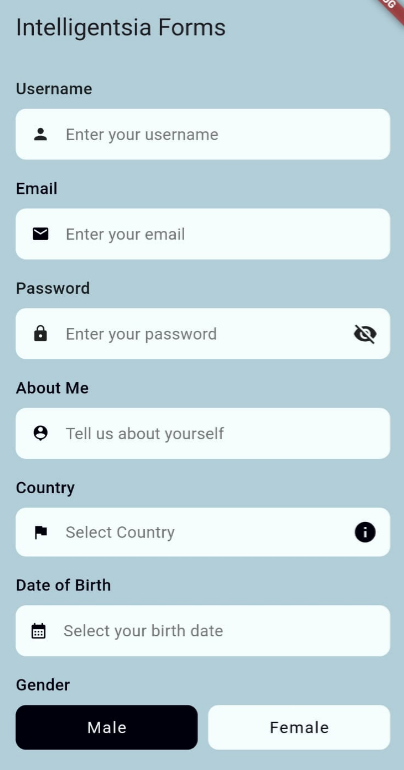 Intelligentsia Forms
Username
Enter your username
Email
Enter your email
Password
Enter your password
About Me
Tell us about yourself
Country
Select Country
Date of Birth
Select your birth date
Gender
Male Female